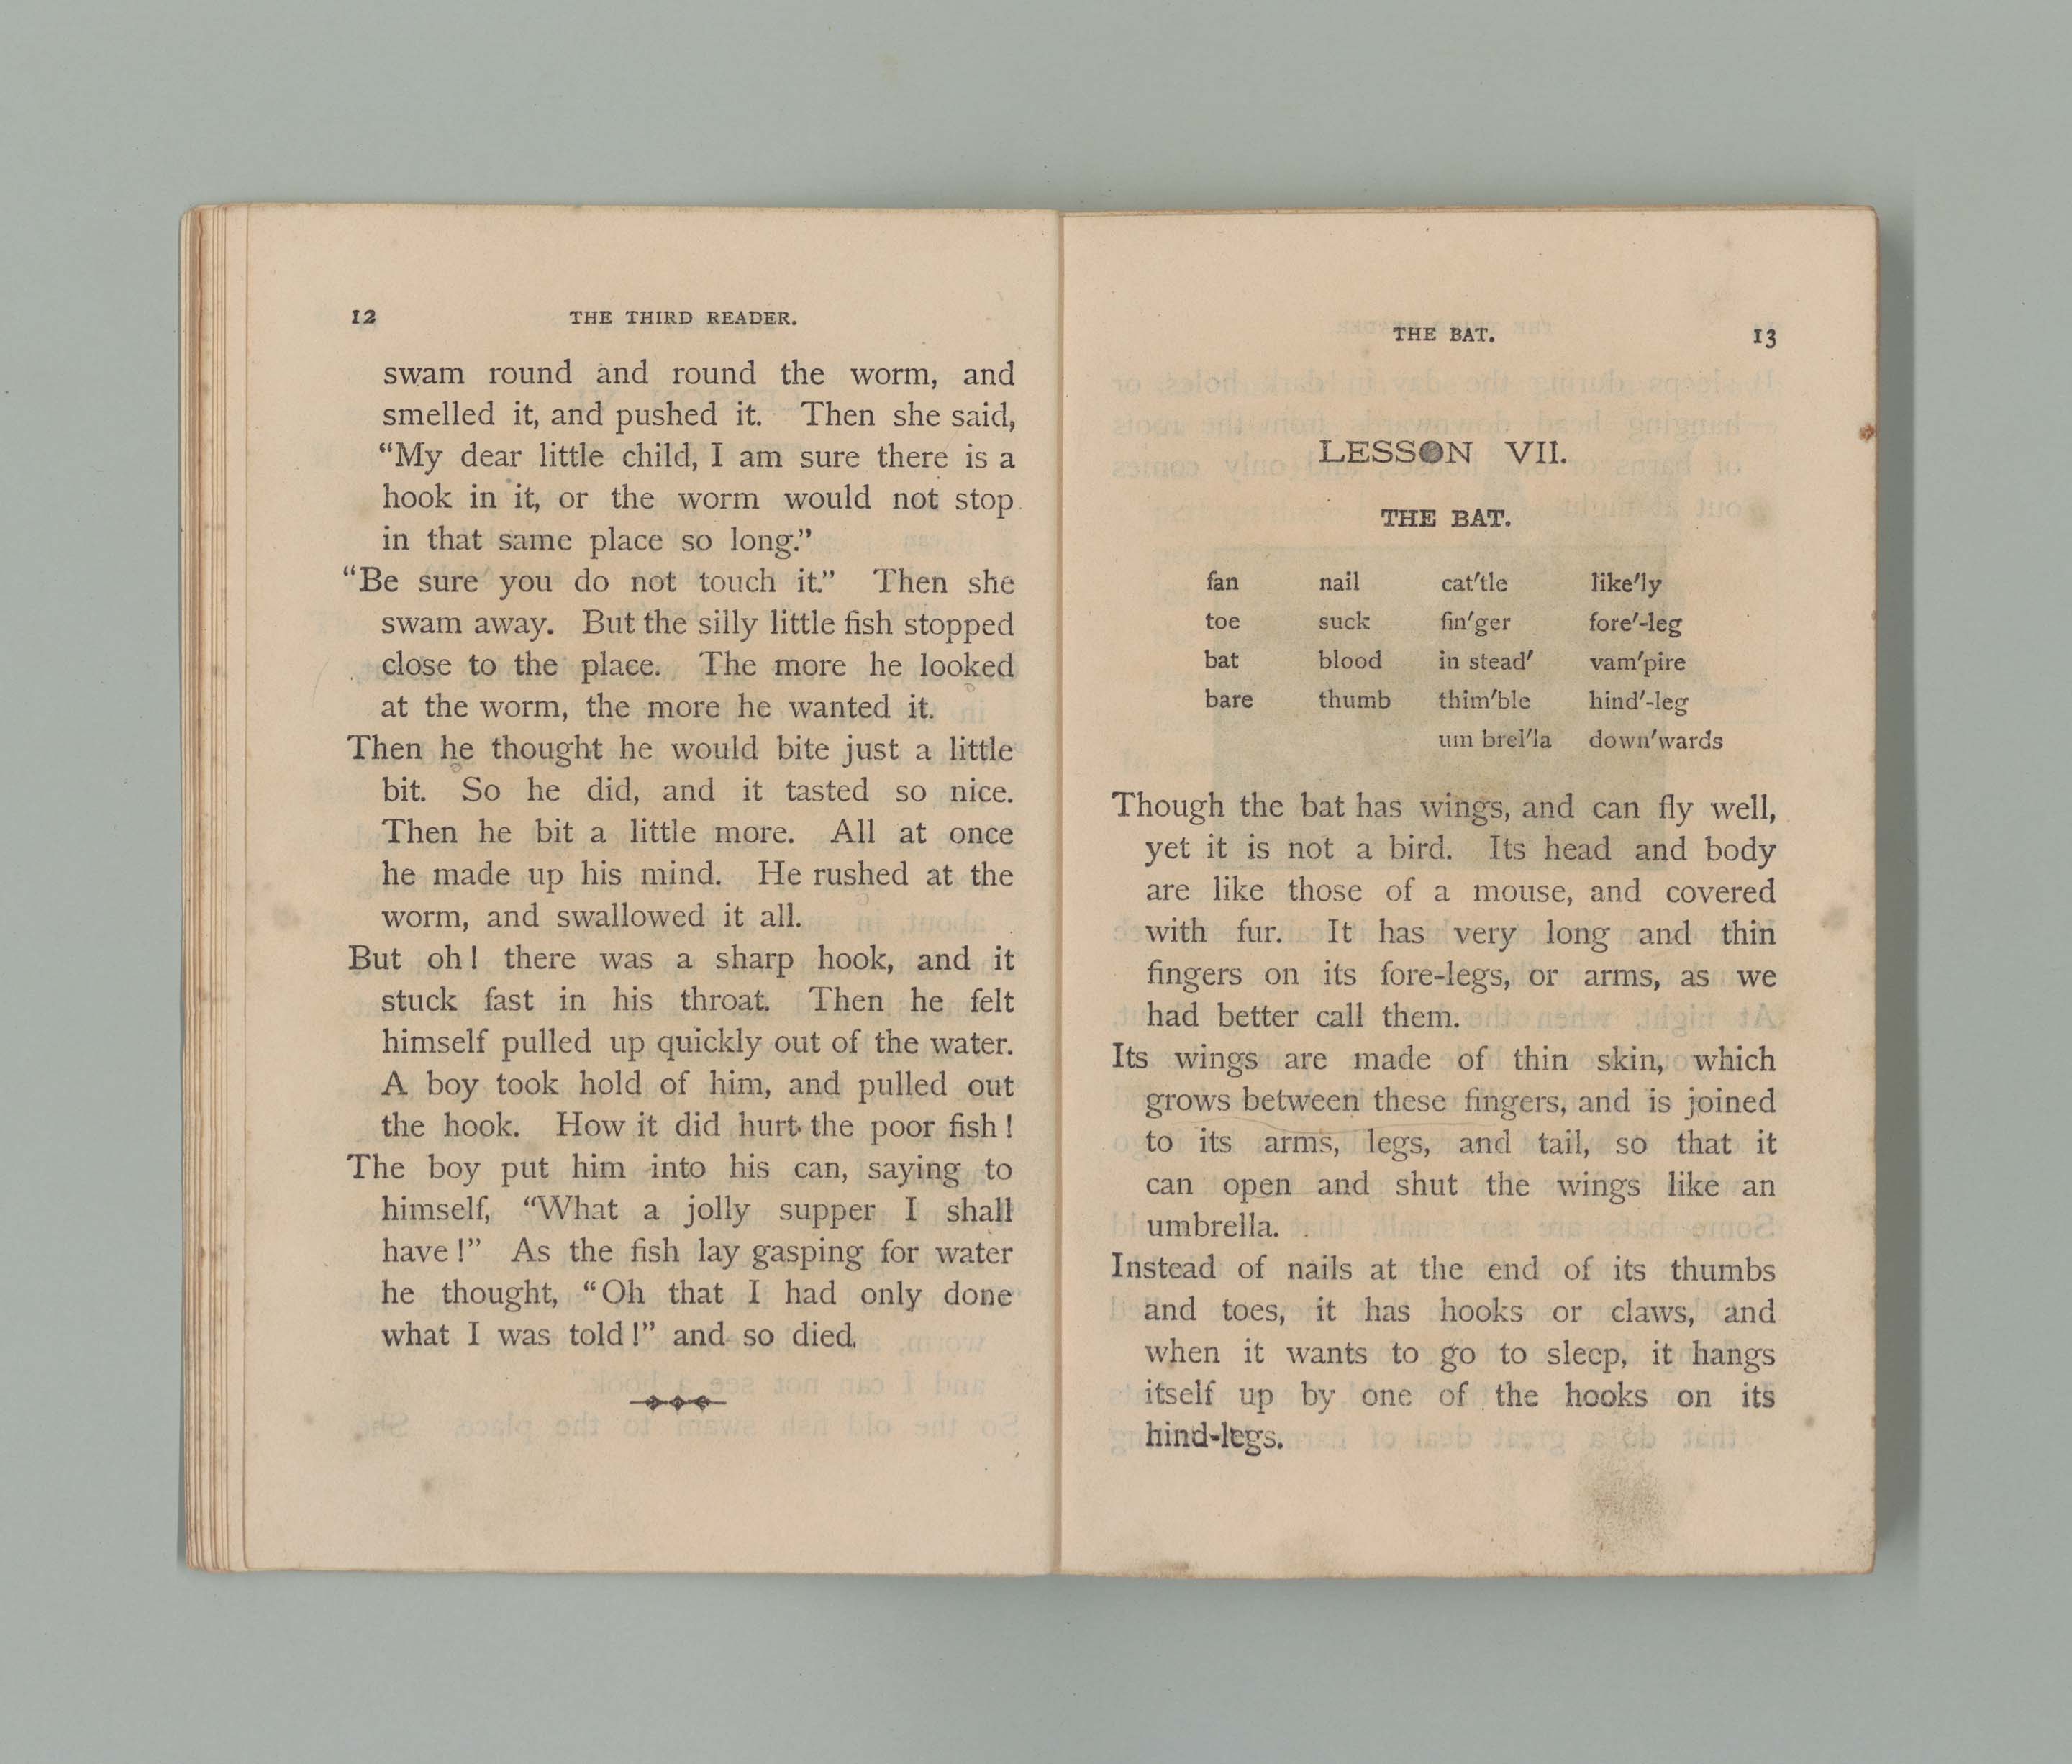 12 THE THIRD READER.
swam round and round the worm, and
smelled it, and pushed it. Then she said,
“My dear little child, I am sure there is a
hook in it, or the worm would not stop
in that same place so long.”
“Be sure you do not touch it.” Then she
swam away. But the silly little fish stopped
close to the place. The more he looked
at the worm, the more he wanted it.
Then he thought he would bite just a little
bit. So he did, and it tasted so nice.
Then he bit a little more. All at once
he made up his mind. He rushed at the
worm, and swallowed it all.
But oh! there was a sharp hook, and it
stuck fast in his throat. Then he felt
himself pulled up quickly out of the water.
A boy took hold of him, and pulled out
the hook. How it did hurt the poor fish!
The boy put him into his can, saying to
himself, “What a jolly supper I shall
have!” As the fish lay gasping for water
he thought, “Oh that I had only done
what I was told!” and so died.
THE BAT. 13
LESSON VII.
THE BAT.
fan nail cat′tle like′ly
toe suck fin′ger fore′-leg
bat blood in stead′ vam′pire
bare thumb thim′ble hind′-leg
um brel′la down′wards
Though the bat has wings, and can fly well,
yet it is not a bird. Its head and body
are like those of a mouse, and covered
with fur. It has very long and thin
fingers on its fore-legs, or arms, as we
had better call them.
Its wings are made of thin skin, which
grows between these fingers, and is joined
to its arms, legs, and tail, so that it
can open and shut the wings like an
umbrella.
Instead of nails at the end of its thumbs
and toes, it has hooks or claws, and
when it wants to go to sleep, it hangs
itself up by one of the hooks on its
hind-legs.